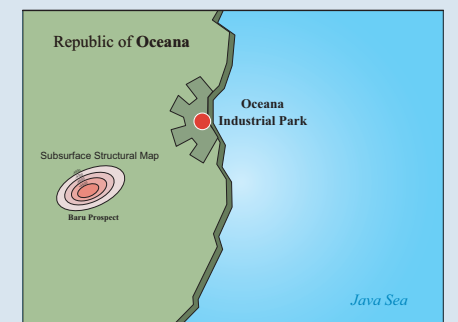 Republic of Oceana
Oceana
Industrial Park
Subsurface Structural Map
Baru Prospect
Java Sea